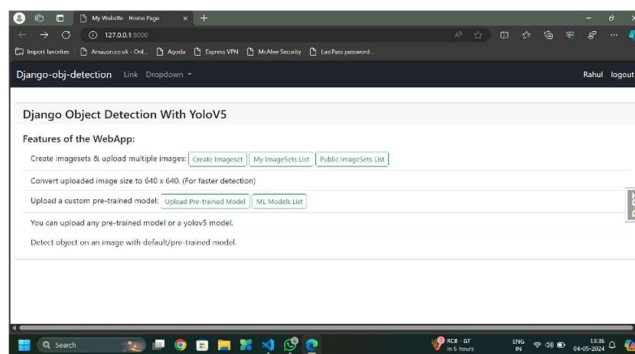 My Website - Home Page
127.0.0.1:8000
Import favorites Amazon.co.uk - Onl... Agoda Express VPN McAfee Security LastPass password...
Django-obj-detection Link Dropdown Rahul logout
Django Object Detection With YoloV5
Features of the WebApp:
Create imagesets & upload multiple images: Create Imageset My ImageSets List Public ImageSets List
Convert uploaded image size to 640 x 640. (For faster detection)
Upload a custom pre-trained model: Upload Pre-trained Model ML Models List
You can upload any pre-trained model or a yolov5 model.
Detect object on an image with default/pre-trained model.
Search RCB - GT ENG 13:36
In 6 hours IN 04-05-2024